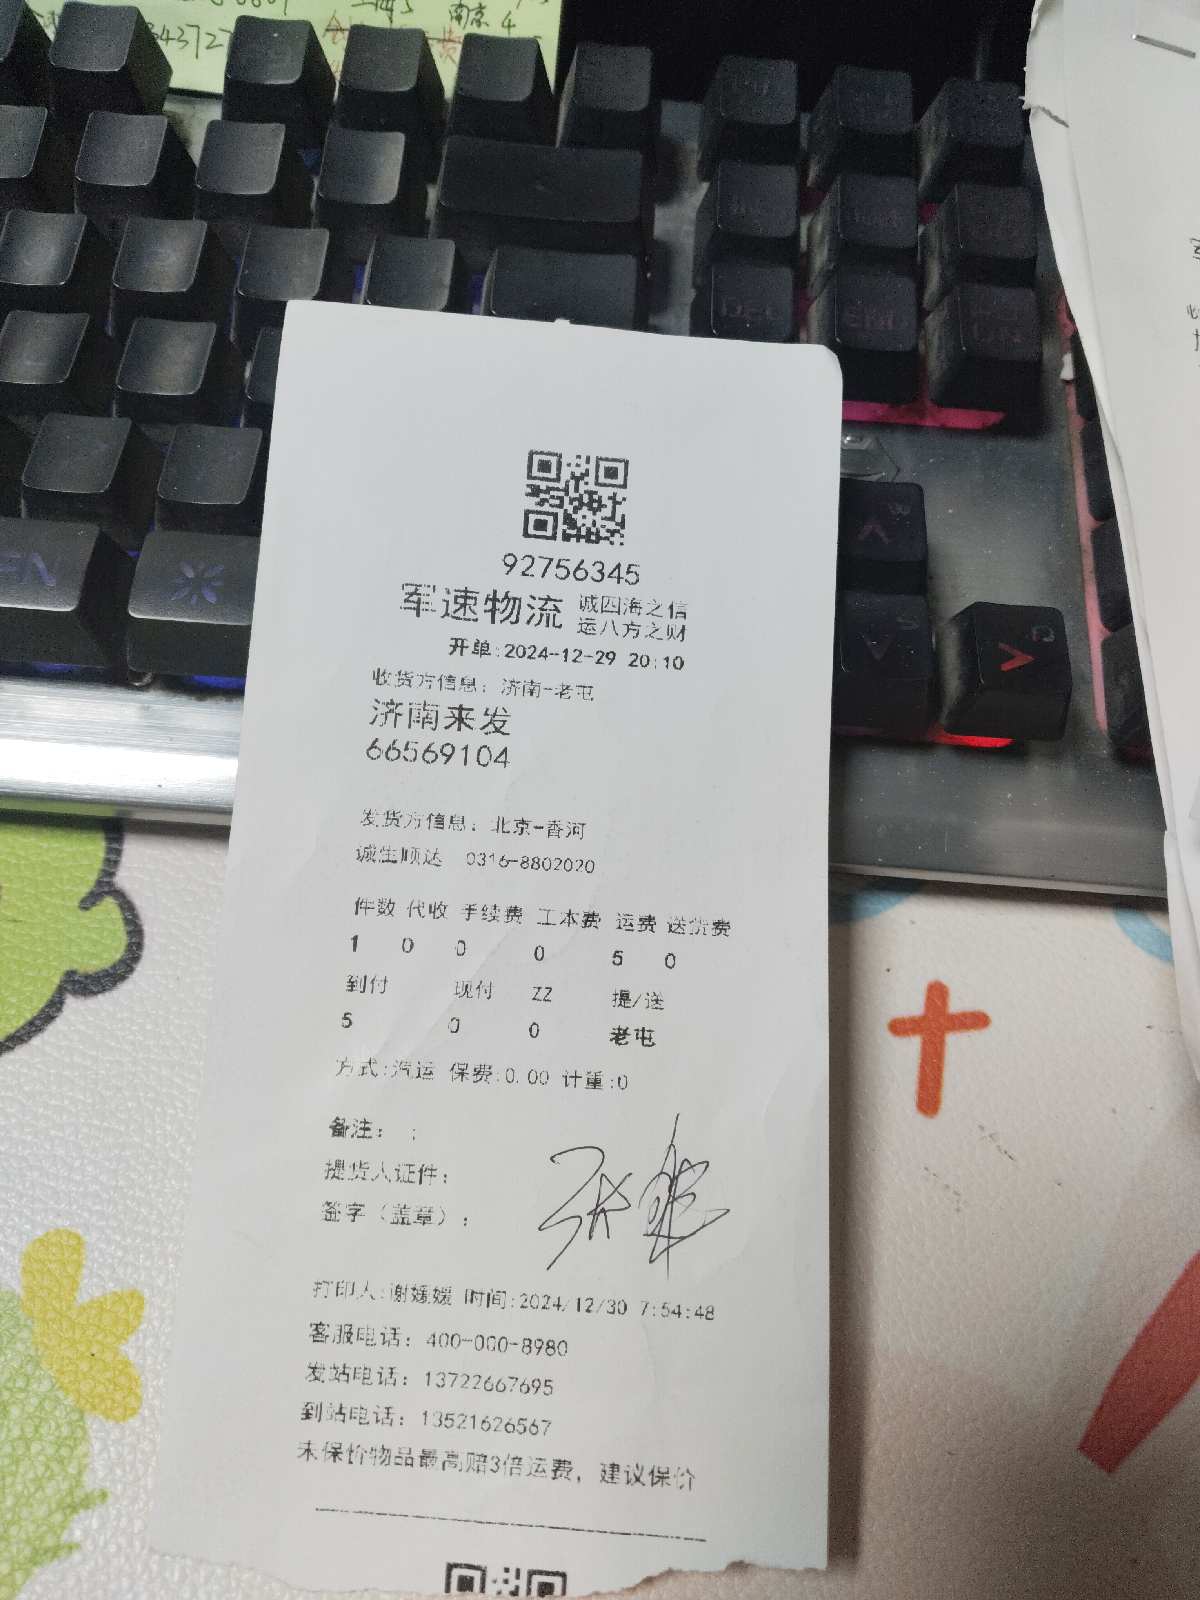 南京 4
43727
92756345
军速物流 诚四海之信
运八方之财
开单:2024-12-29 20:10
收货方信息: 济南-老屯
济南来发
66569104
发货方信息: 北京-香河
诚生顺达 0316-8802020
件数 代收 手续费 工本费 运费 送货费
1 0 0 0 5 0
到付 现付 ZZ 提/送
5 0 0 老屯
方式:汽运 保费:0.00 计重:0
备注: ;
提货人证件:
签字(盖章):
打印人:谢媛媛 时间:2024/12/30 7:54:48
客服电话: 400-000-8980
发站电话: 13722667695
到站电话: 13521626567
未保价物品最高赔3倍运费, 建议保价